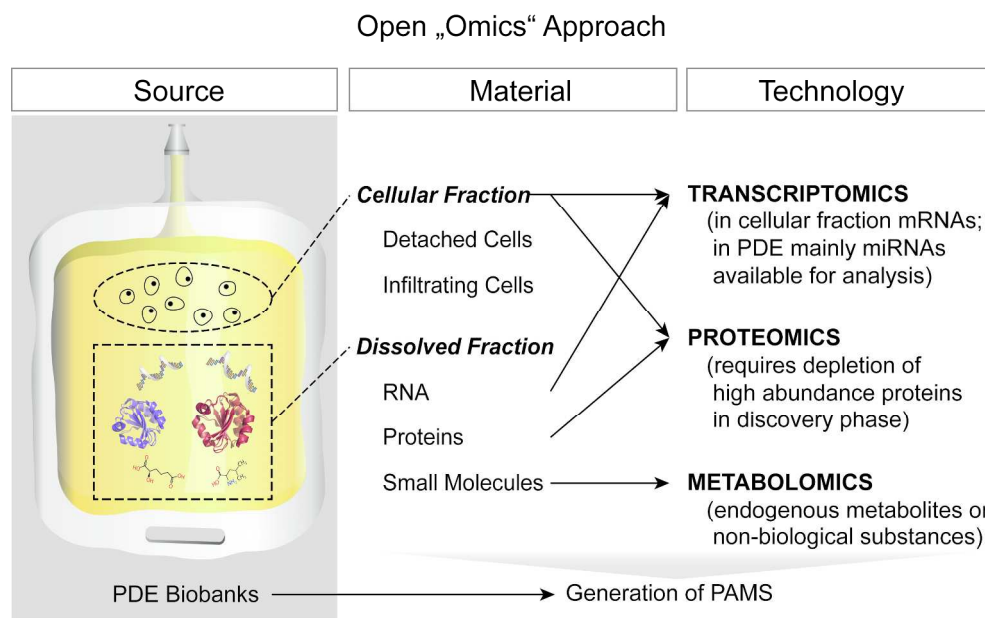 Open „Omics“ Approach
Source
Material
Technology
Cellular Fraction
Detached Cells
Infiltrating Cells
Dissolved Fraction
RNA
Proteins
Small Molecules
TRANSCRIPTOMICS
(in cellular fraction mRNAs;
in PDE mainly miRNAs
available for analysis)
PROTEOMICS
(requires depletion of
high abundance proteins
in discovery phase)
METABOLOMICS
(endogenous metabolites or
non-biological substances)
PDE Biobanks
Generation of PAMS